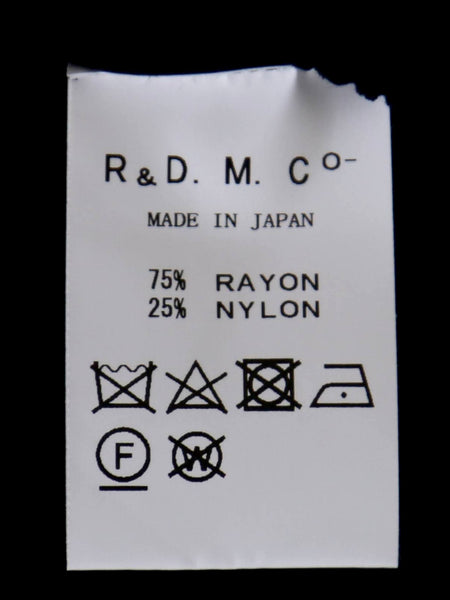 R & D. M. Co-
MADE IN JAPAN
75% RAYON
25% NYLON
F W